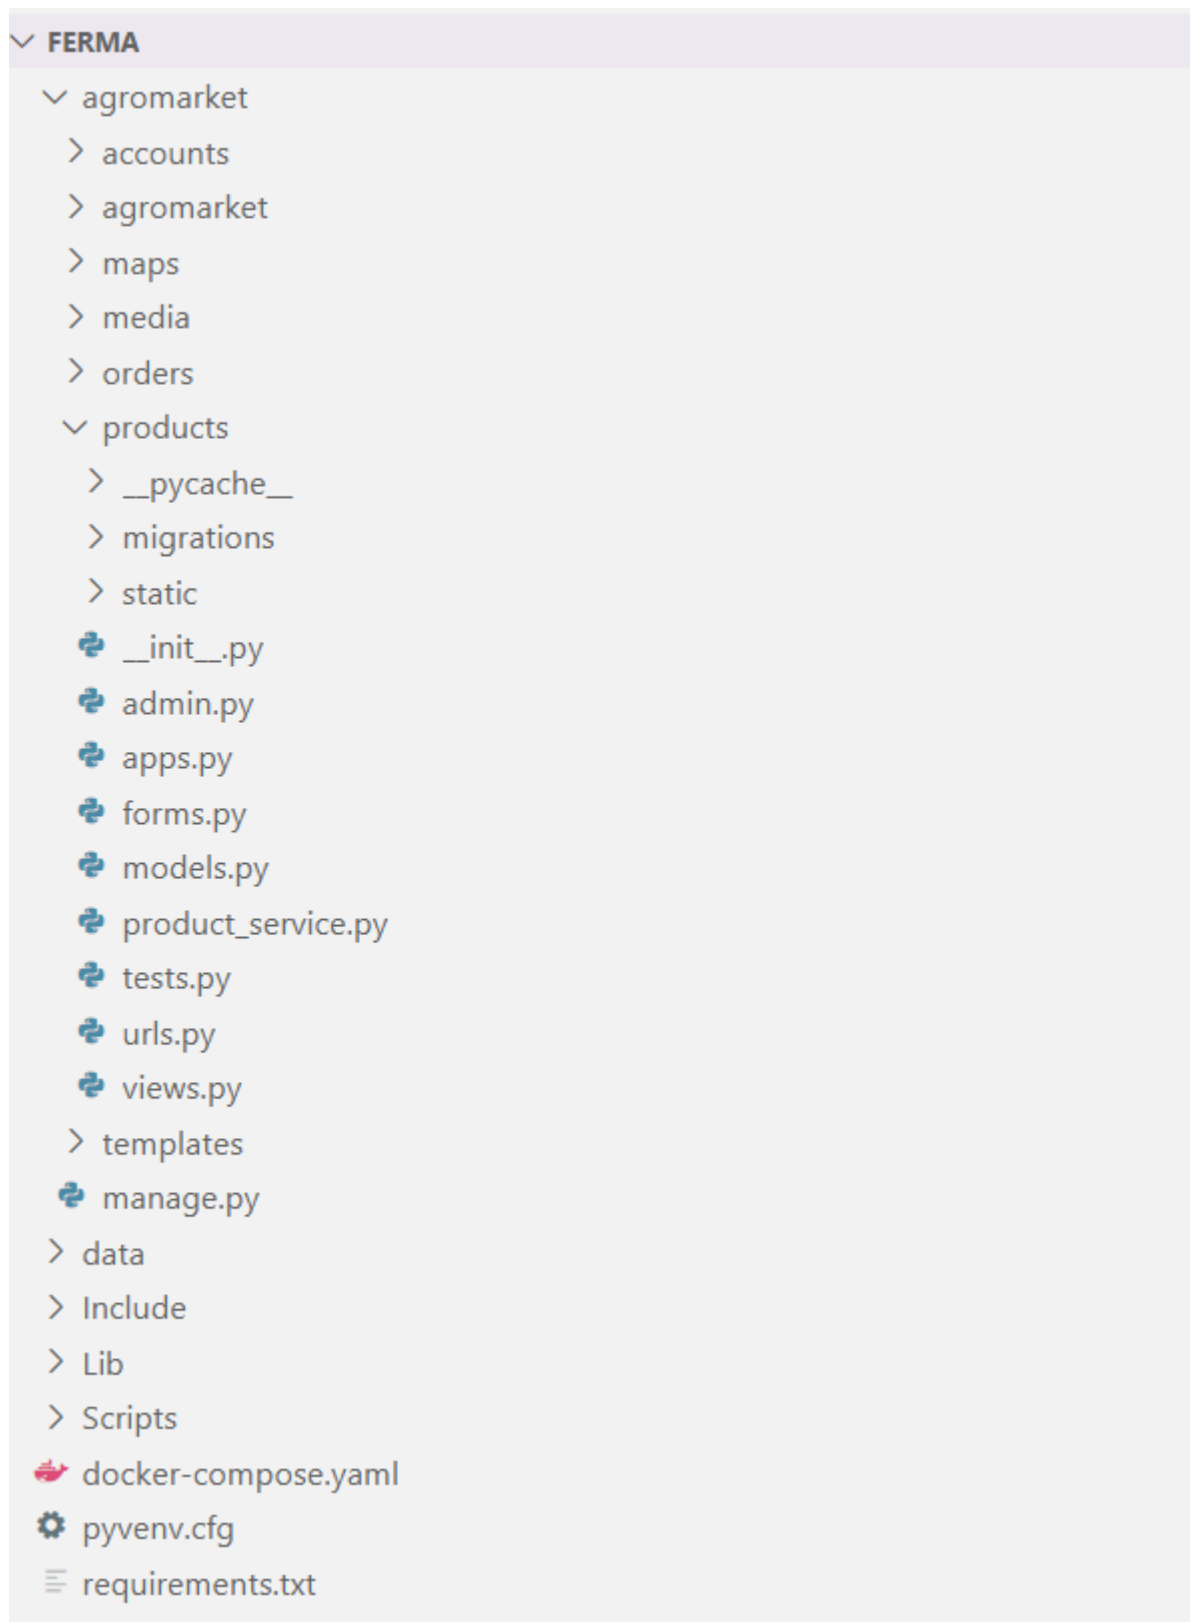 FERMA
agromarket
accounts
agromarket
maps
media
orders
products
__pycache__
migrations
static
__init__.py
admin.py
apps.py
forms.py
models.py
product_service.py
tests.py
urls.py
views.py
templates
manage.py
data
Include
Lib
Scripts
docker-compose.yaml
pyvenv.cfg
requirements.txt